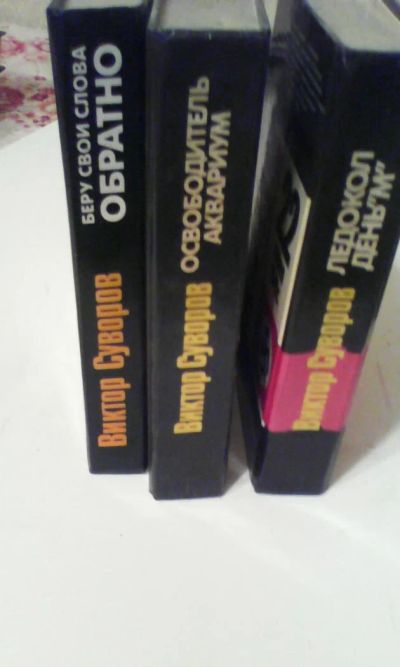 БЕРУ СВОИ СЛОВА
ОБРАТНО
Виктор Суворов
ОСВОБОДИТЕЛЬ
АКВАРИУМ
Виктор Суворов
ЛЕДОКОЛ
ДЕНЬ"М"
Виктор Суворов